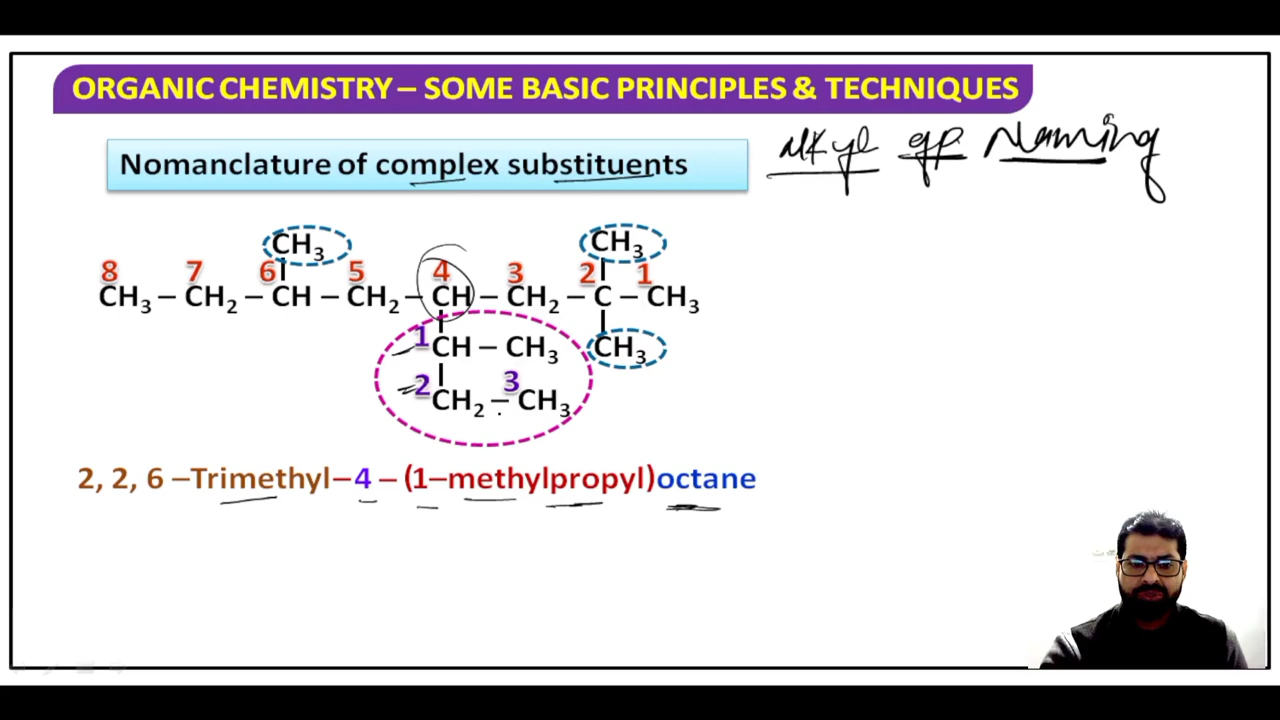 ORGANIC CHEMISTRY – SOME BASIC PRINCIPLES & TECHNIQUES
Nomanclature of complex substituents
alkyl gp Naming
CH₃ CH₃
8 7 6 5 4 3 2 1
CH₃ – CH₂ – CH – CH₂ – CH – CH₂ – C – CH₃
1 CH – CH₃ CH₃
2 3
CH₂ – CH₃
2, 2, 6 –Trimethyl–4 – (1–methylpropyl)octane